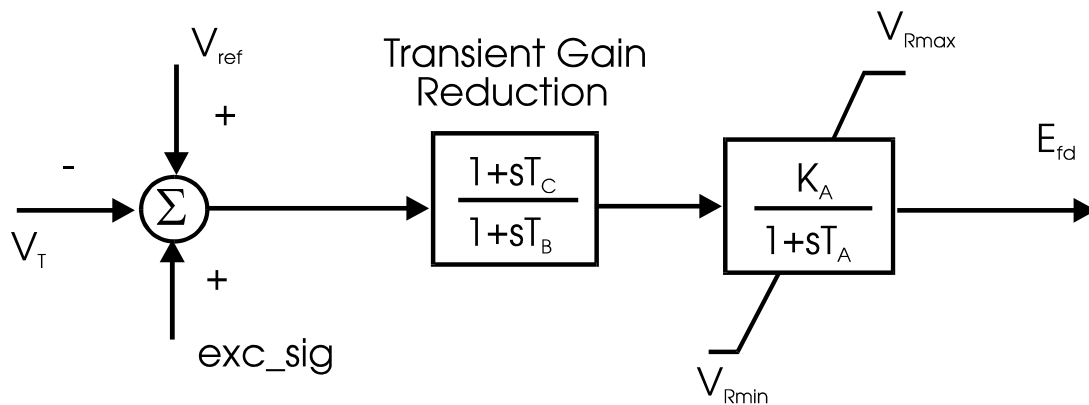 V_Rmax
V_ref
Transient Gain
Reduction
+
E_fd
-
1+sT_C
K_A
Σ
1+sT_B
1+sT_A
V_T
+
exc_sig
V_Rmin